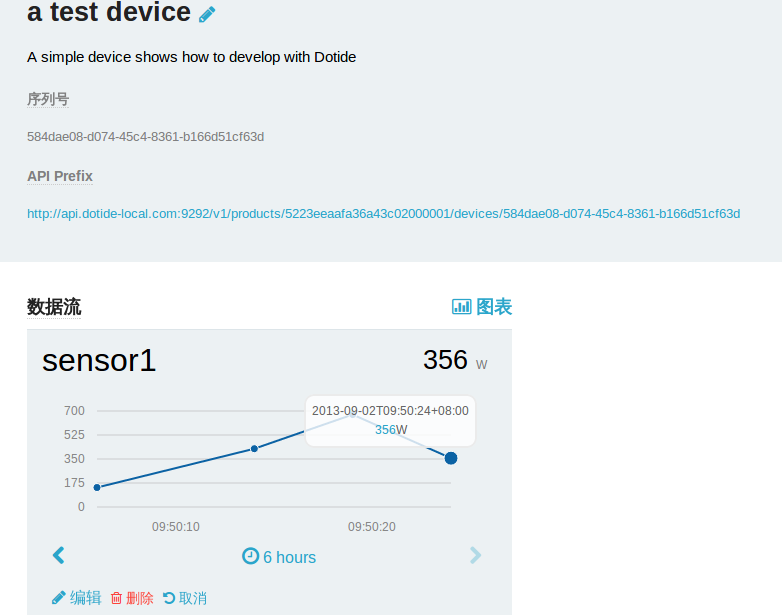 a test device
A simple device shows how to develop with Dotide
序列号
584dae08-d074-45c4-8361-b166d51cf63d
API Prefix
http://api.dotide-local.com:9292/v1/products/5223eeaafa36a43c02000001/devices/584dae08-d074-45c4-8361-b166d51cf63d
数据流 图表
sensor1 356 W
700
2013-09-02T09:50:24+08:00
356W
525
350
175
0
09:50:10 09:50:20
6 hours
编辑 删除 取消